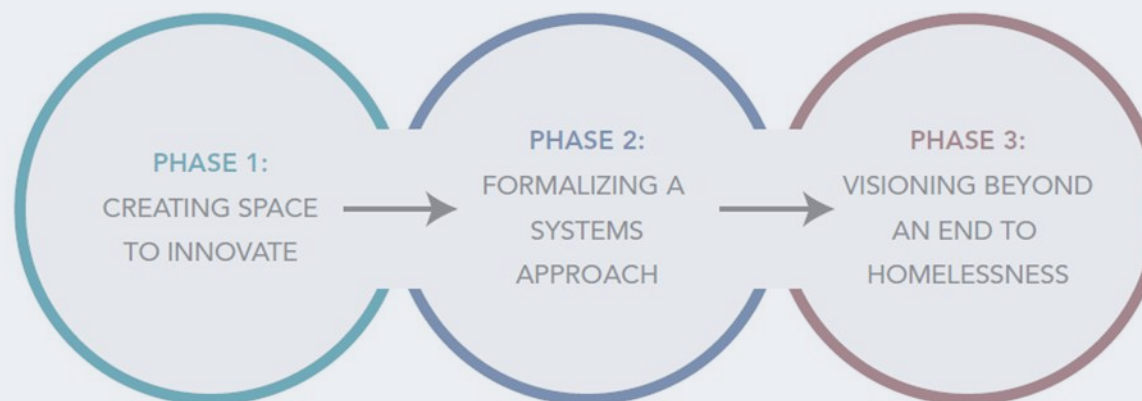 PHASE 1:
CREATING SPACE
TO INNOVATE
PHASE 2:
FORMALIZING A
SYSTEMS
APPROACH
PHASE 3:
VISIONING BEYOND
AN END TO
HOMELESSNESS